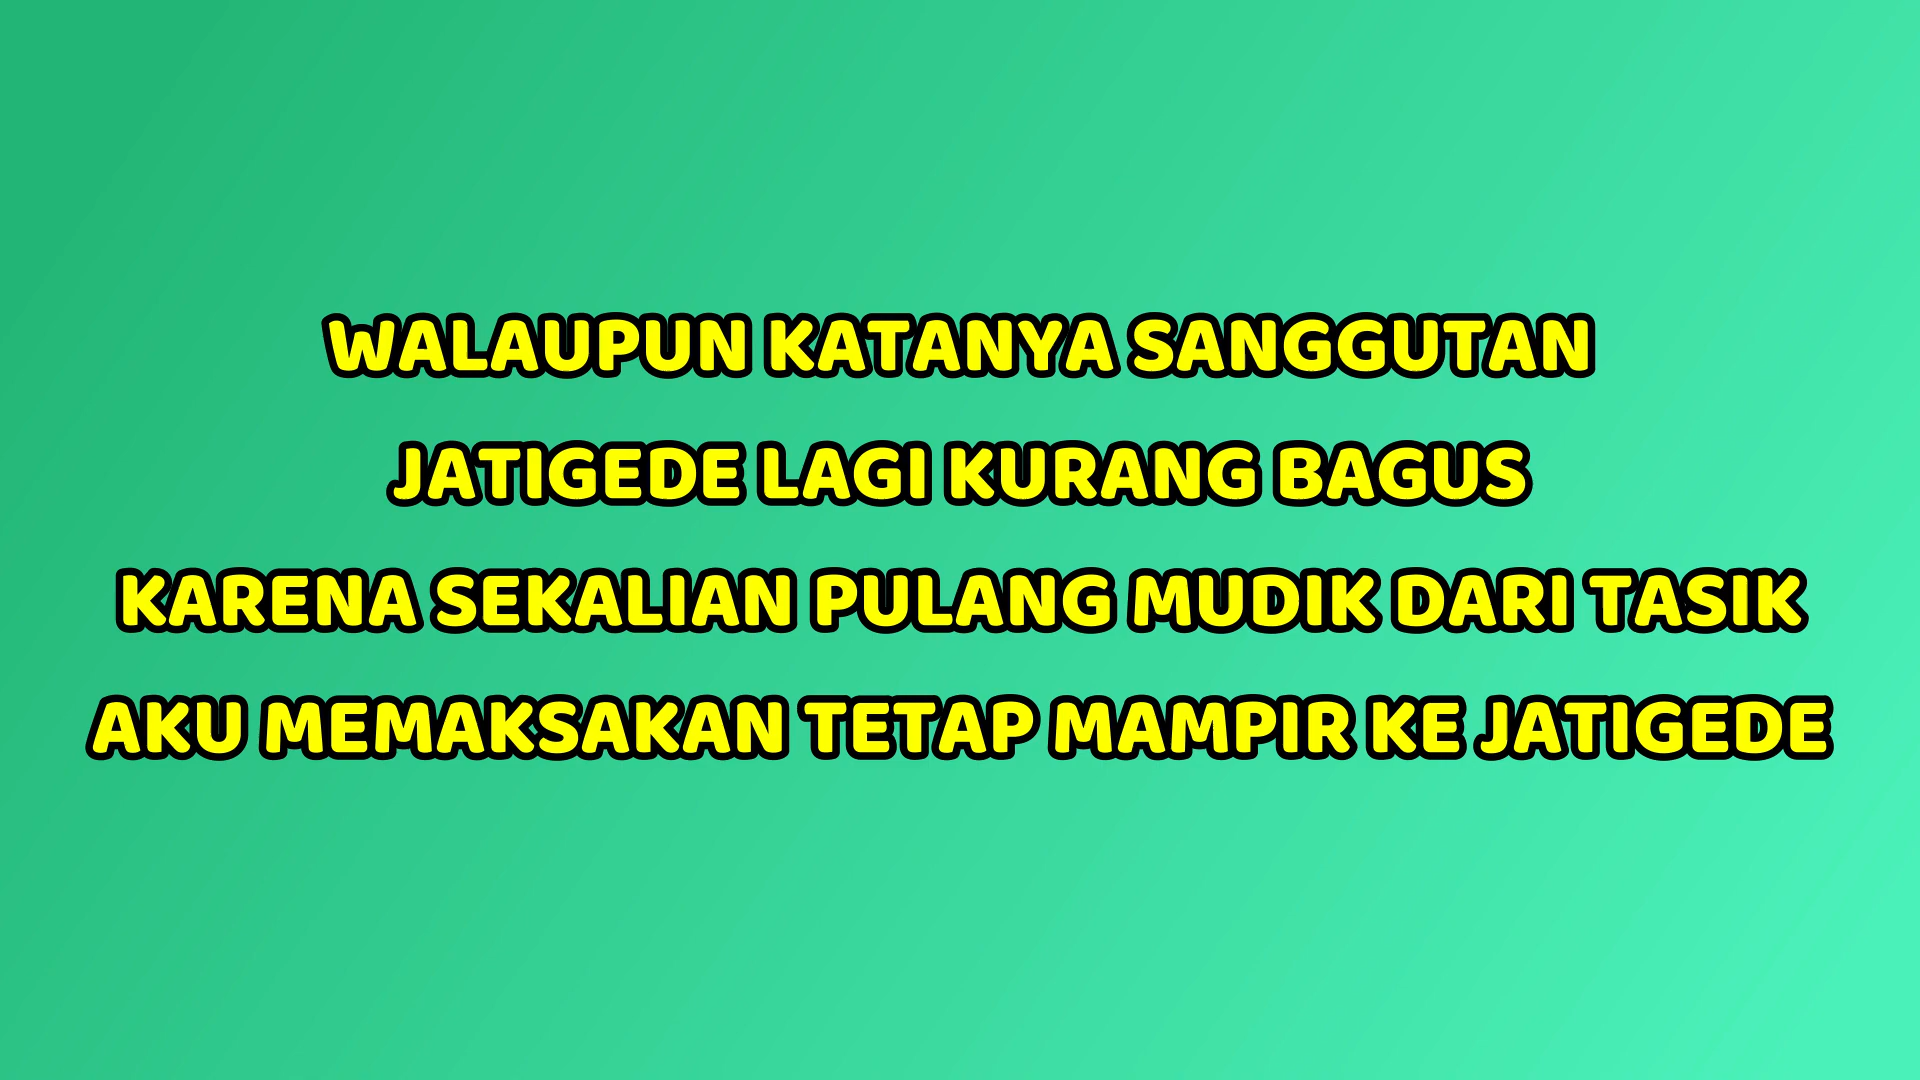 WALAUPUN KATANYA SANGGUTAN
JATIGEDE LAGI KURANG BAGUS
KARENA SEKALIAN PULANG MUDIK DARI TASIK
AKU MEMAKSAKAN TETAP MAMPIR KE JATIGEDE